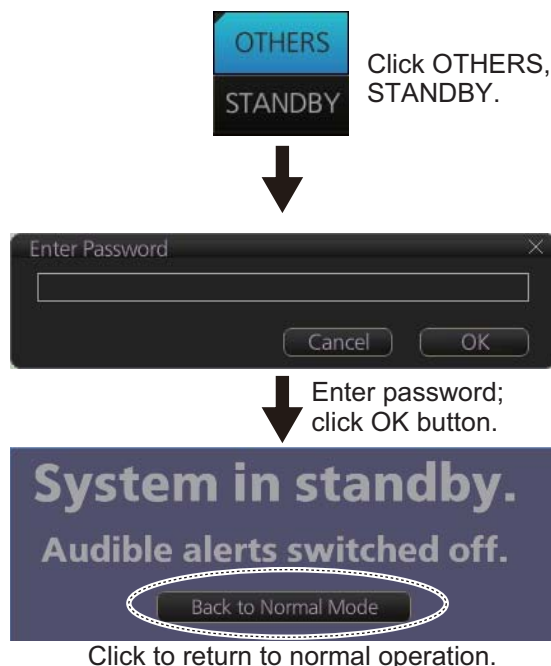 OTHERS
STANDBY
Click OTHERS,
STANDBY.
Enter Password
Cancel
OK
Enter password;
click OK button.
System in standby.
Audible alerts switched off.
Back to Normal Mode
Click to return to normal operation.